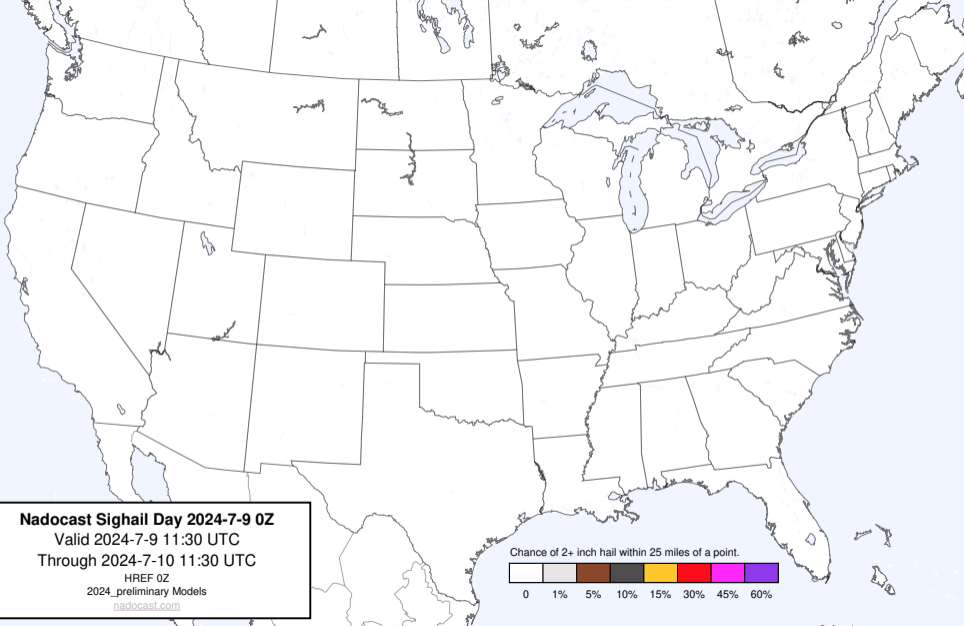 Nadocast Sighail Day 2024-7-9 0Z
Valid 2024-7-9 11:30 UTC
Through 2024-7-10 11:30 UTC
HREF 0Z
2024_preliminary Models
nadocast.com
Chance of 2+ inch hail within 25 miles of a point.
0 1% 5% 10% 15% 30% 45% 60%